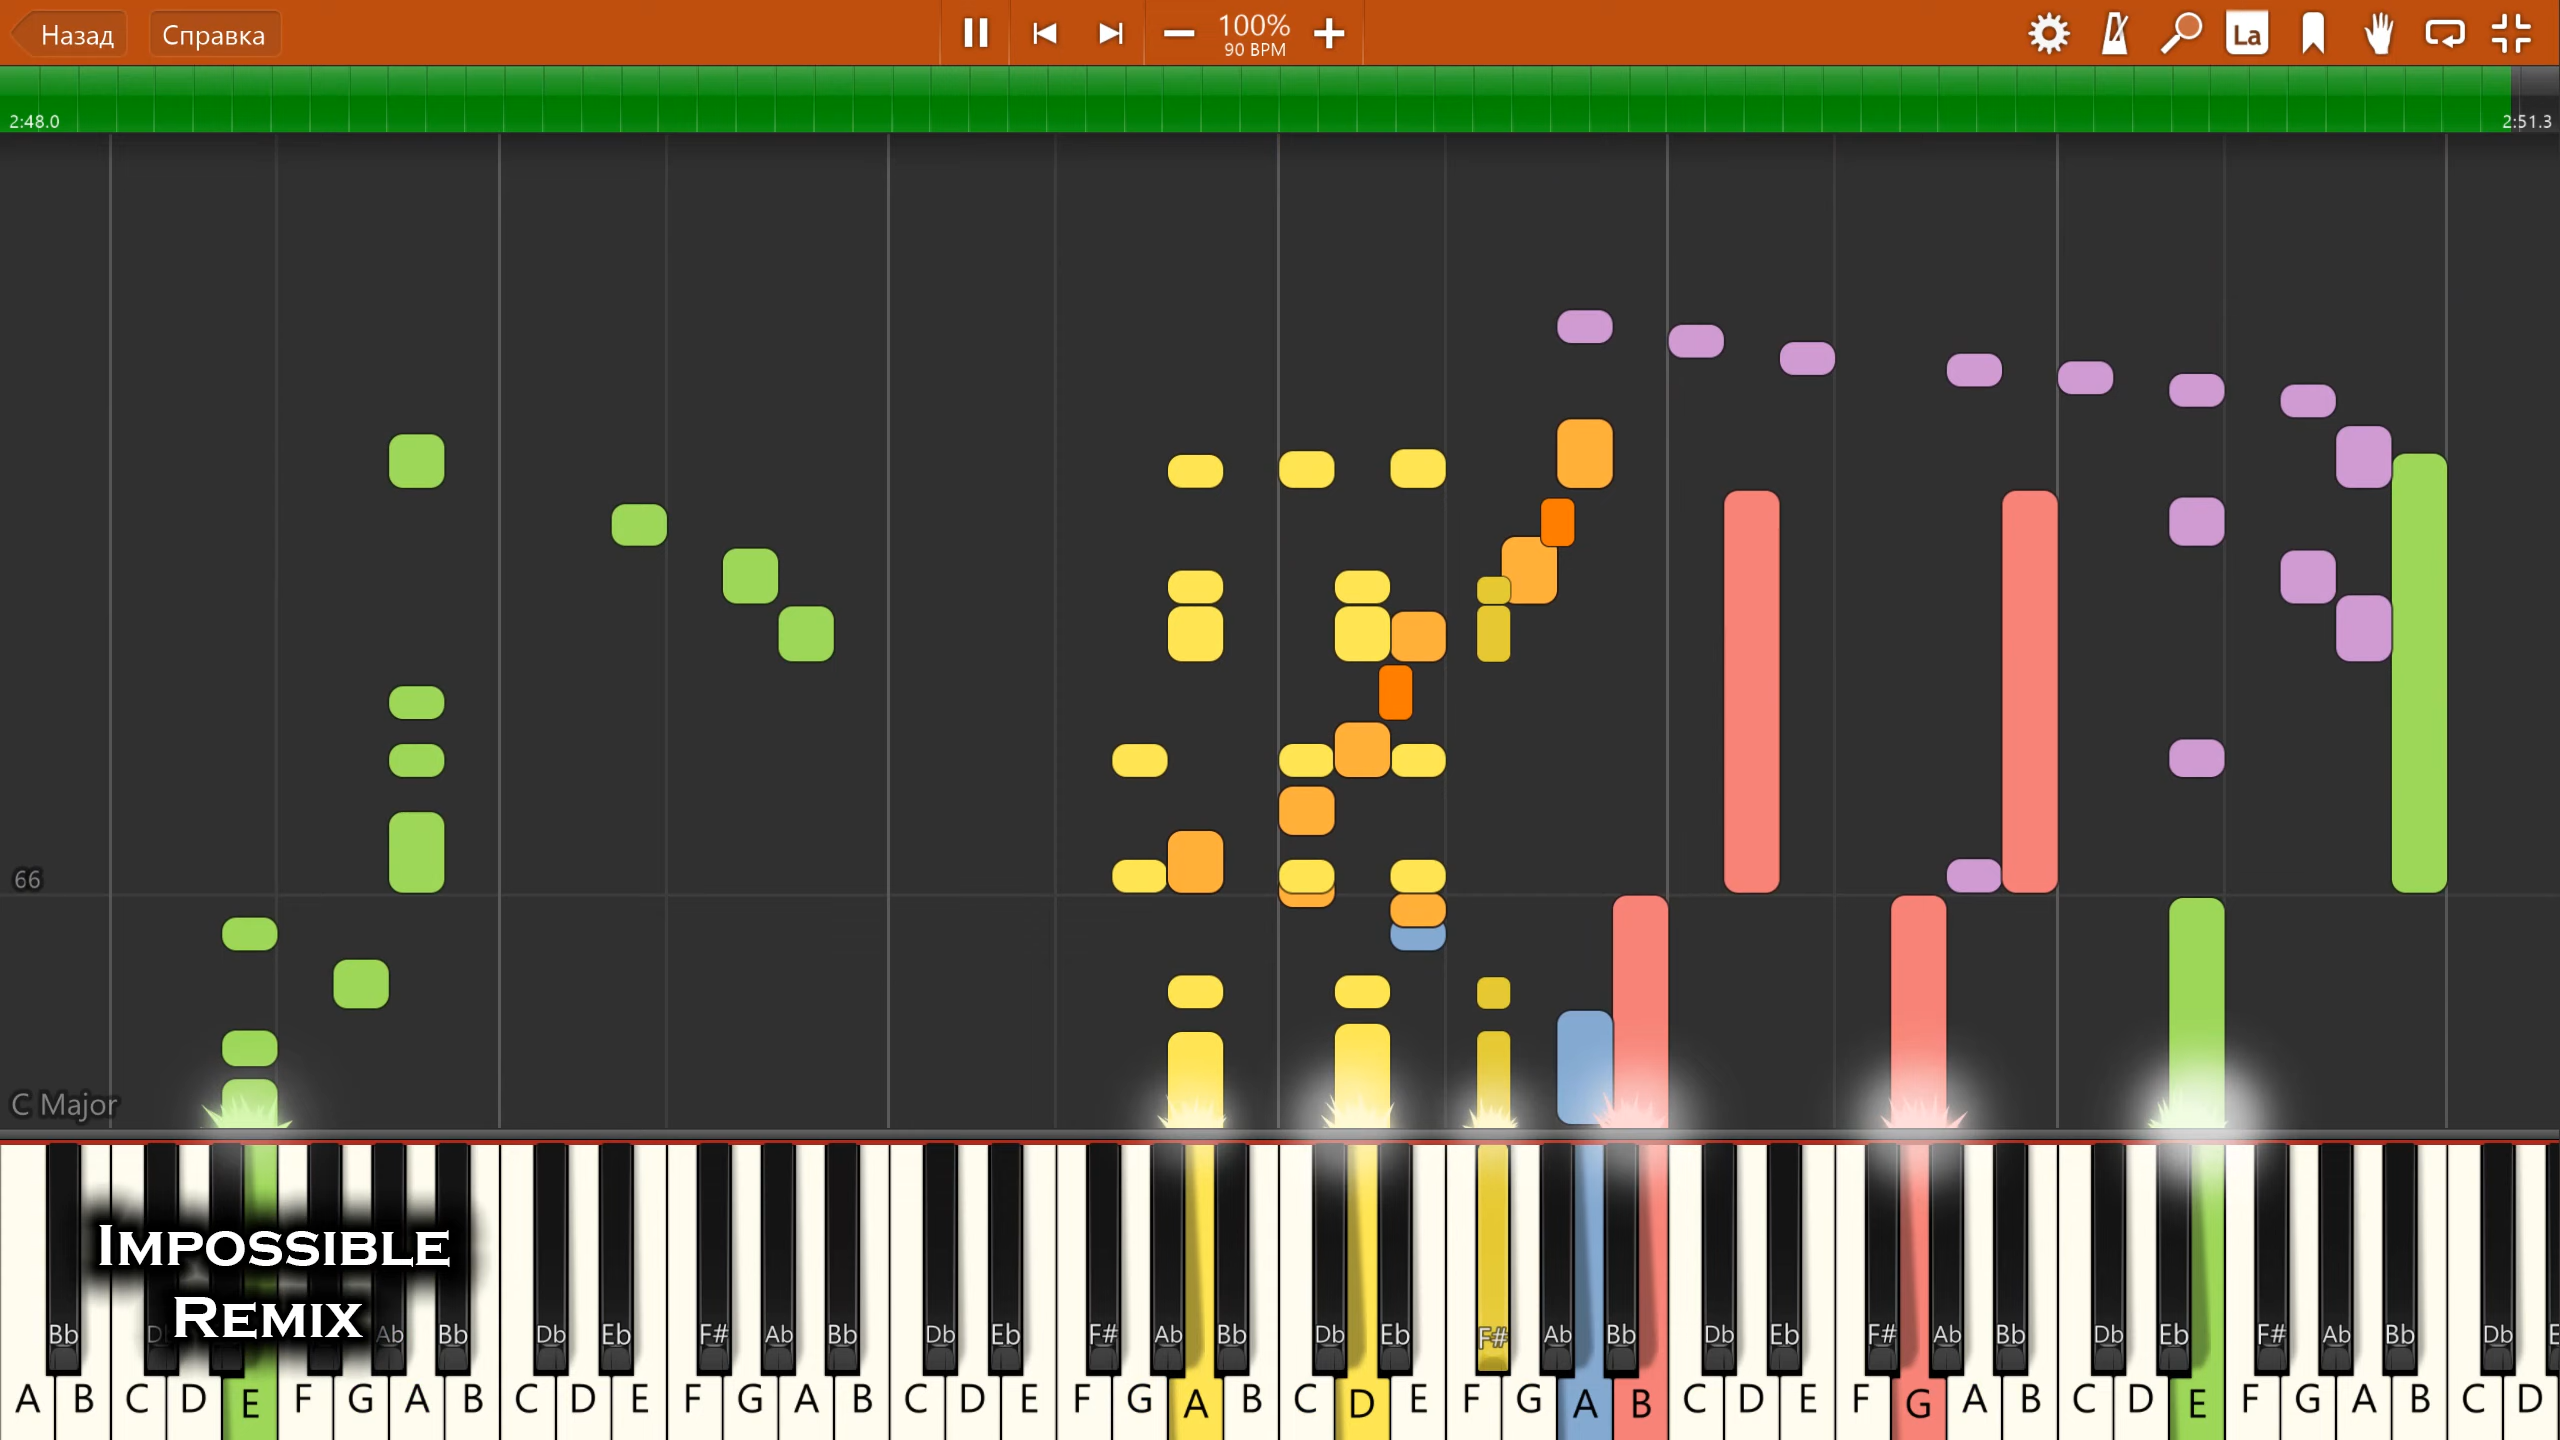 Назад Справка 100% La
90 BPM
2:48.0 2:51.3
66
C Major
Impossible
Remix
Bb Db Ab Bb Db Eb F# Ab Bb Db Eb F# Ab Bb Db Eb F# Ab Bb Db Eb F# Ab Bb Db Eb F# Ab Bb Db E
A B C D E F G A B C D E F G A B C D E F G A B C D E F G A B C D E F G A B C D E F G A B C D